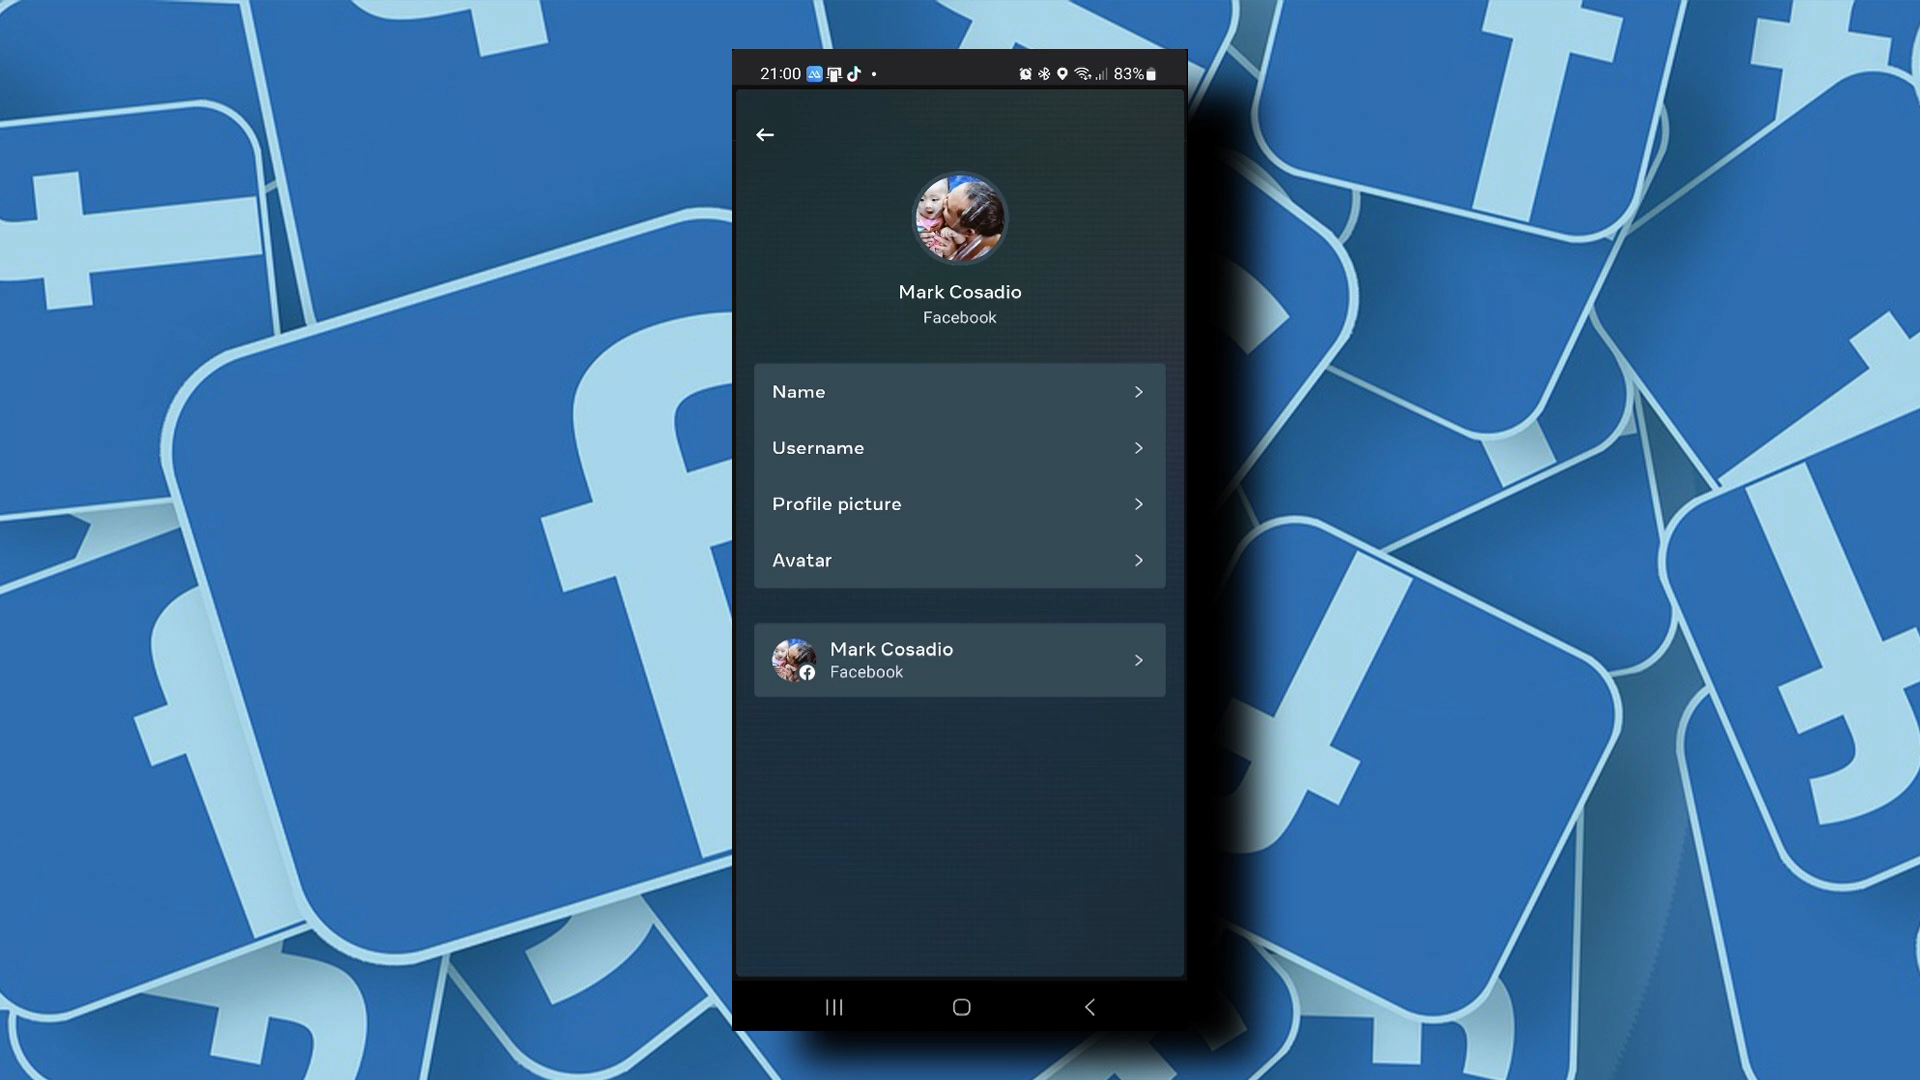 21:00 83%
Mark Cosadio
Facebook
Name
Username
Profile picture
Avatar
Mark Cosadio
Facebook